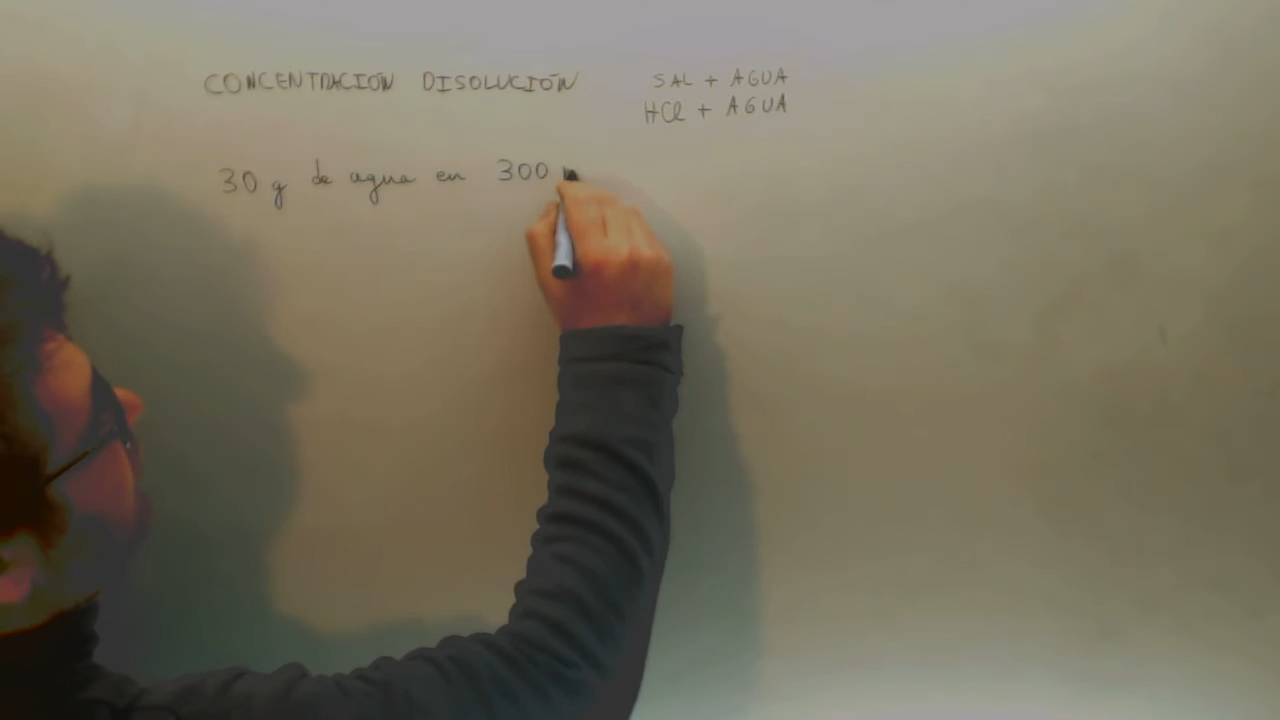 CONCENTRACIÓN DISOLUCIÓN
SAL + AGUA
HCl + AGUA
30 g de agua en 300